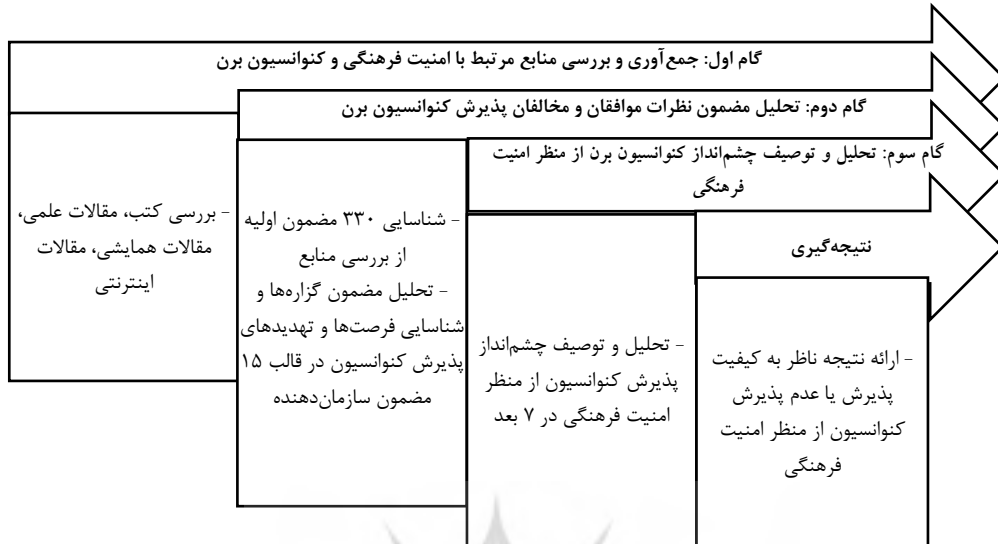 گام اول: جمع‌آوری و بررسی منابع مرتبط با امنیت فرهنگی و کنوانسیون برن
گام دوم: تحلیل مضمون نظرات موافقان و مخالفان پذیرش کنوانسیون برن
گام سوم: تحلیل و توصیف چشم‌انداز کنوانسیون برن از منظر امنیت
فرهنگی
نتیجه‌گیری
- بررسی کتب، مقالات علمی،
مقالات همایشی، مقالات
اینترنتی
- شناسایی ۳۳۰ مضمون اولیه
از بررسی منابع
- تحلیل مضمون گزاره‌ها و
شناسایی فرصت‌ها و تهدیدهای
پذیرش کنوانسیون در قالب ۱۵
مضمون سازمان‌دهنده
- تحلیل و توصیف چشم‌انداز
پذیرش کنوانسیون از منظر
امنیت فرهنگی در ۷ بعد
- ارائه نتیجه ناظر به کیفیت
پذیرش یا عدم پذیرش
کنوانسیون از منظر امنیت
فرهنگی